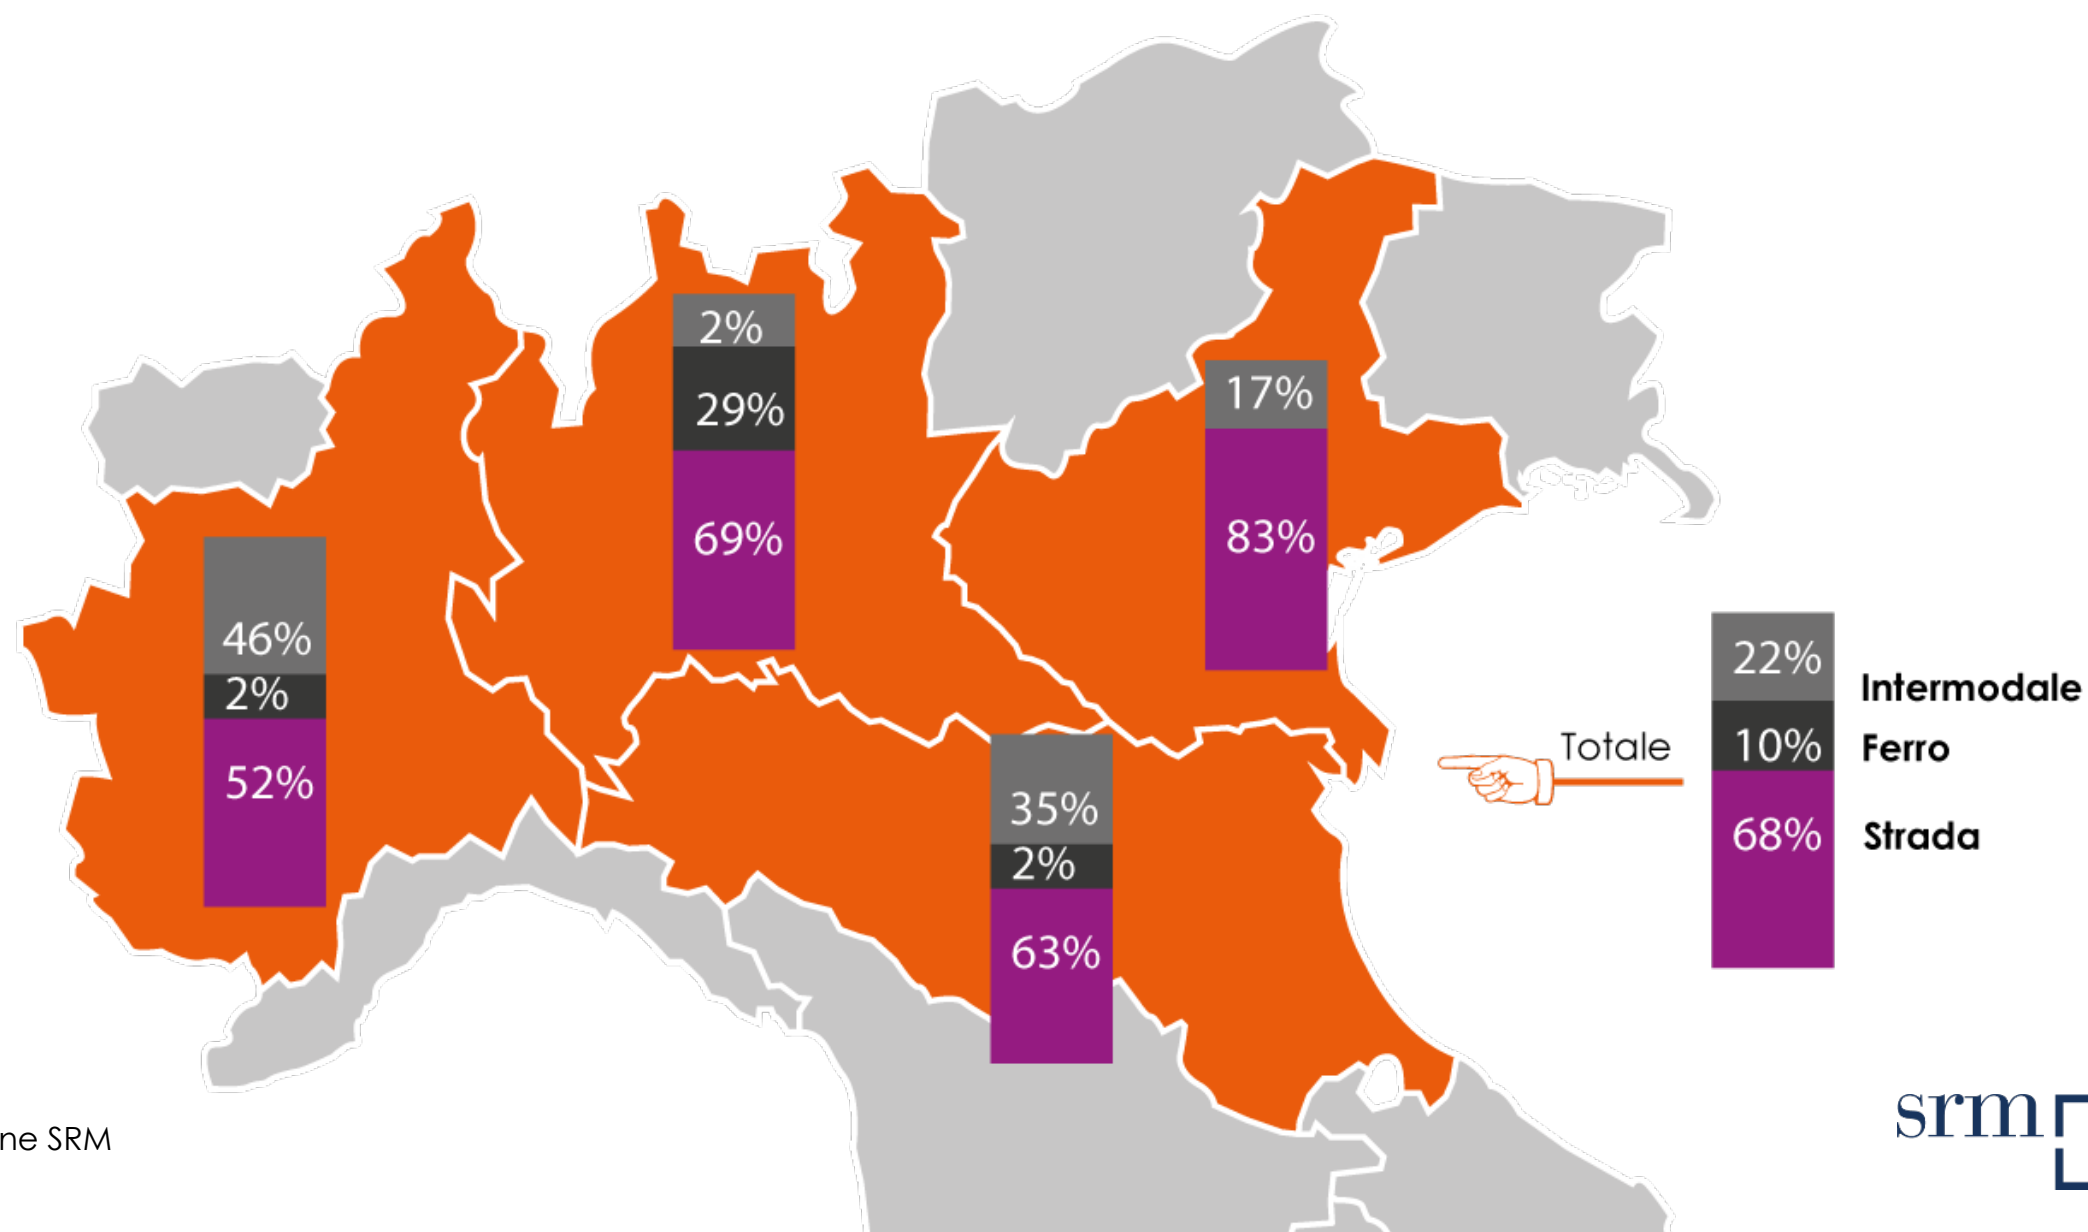 2%
29%
69%
17%
83%
46%
2%
52%
35%
2%
63%
Totale
22%
Intermodale
10%
Ferro
68%
Strada
ne SRM
srm